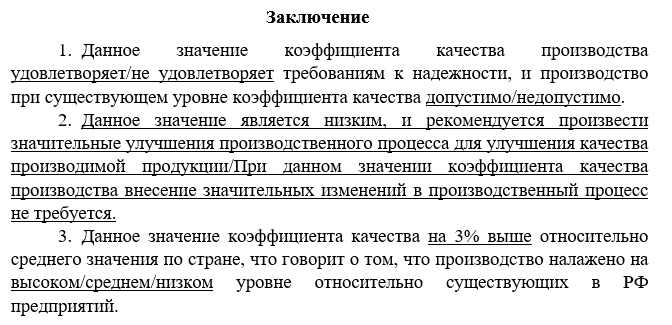 Заключение
1. Данное значение коэффициента качества производства
удовлетворяет/не удовлетворяет требованиям к надежности, и производство
при существующем уровне коэффициента качества допустимо/недопустимо.
2. Данное значение является низким, и рекомендуется произвести
значительные улучшения производственного процесса для улучшения качества
производимой продукции/При данном значении коэффициента качества
производства внесение значительных изменений в производственный процесс
не требуется.
3. Данное значение коэффициента качества на 3% выше относительно
среднего значения по стране, что говорит о том, что производство налажено на
высоком/среднем/низком уровне относительно существующих в РФ
предприятий.